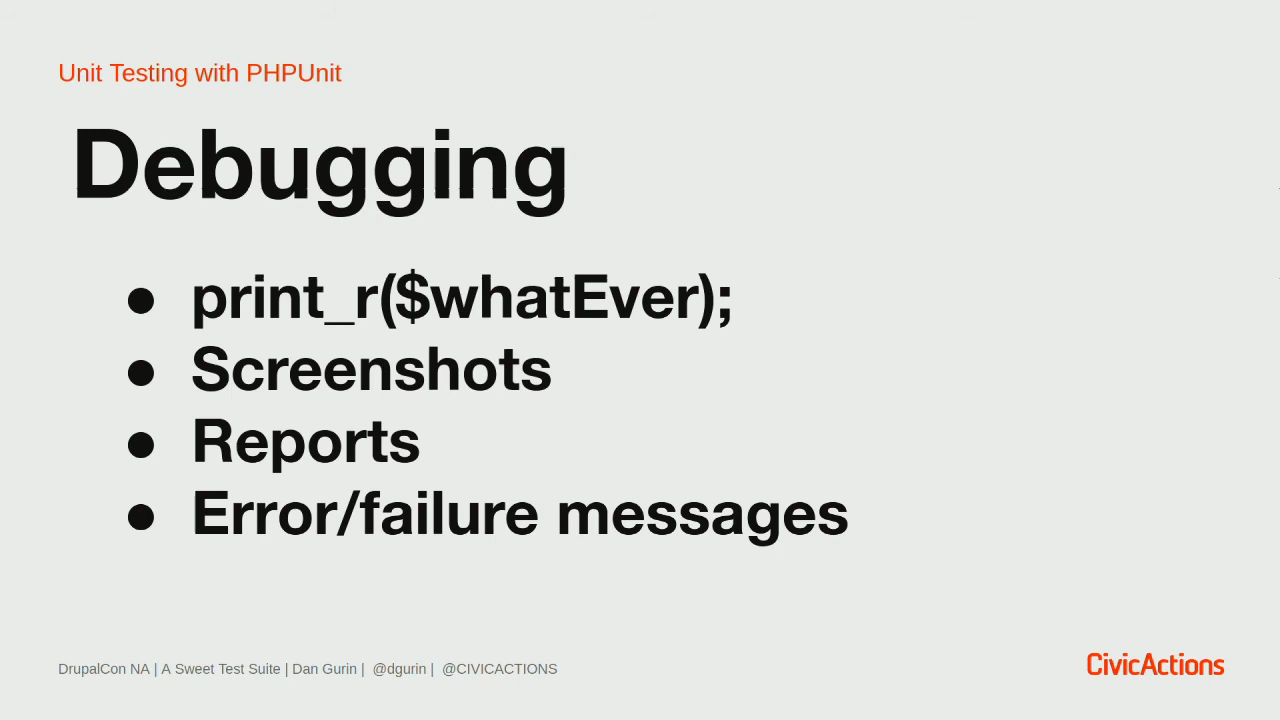 Unit Testing with PHPUnit
Debugging
● print_r($whatEver);
● Screenshots
● Reports
● Error/failure messages
DrupalCon NA | A Sweet Test Suite | Dan Gurin | @dgurin | @CIVICACTIONS
CivicActions